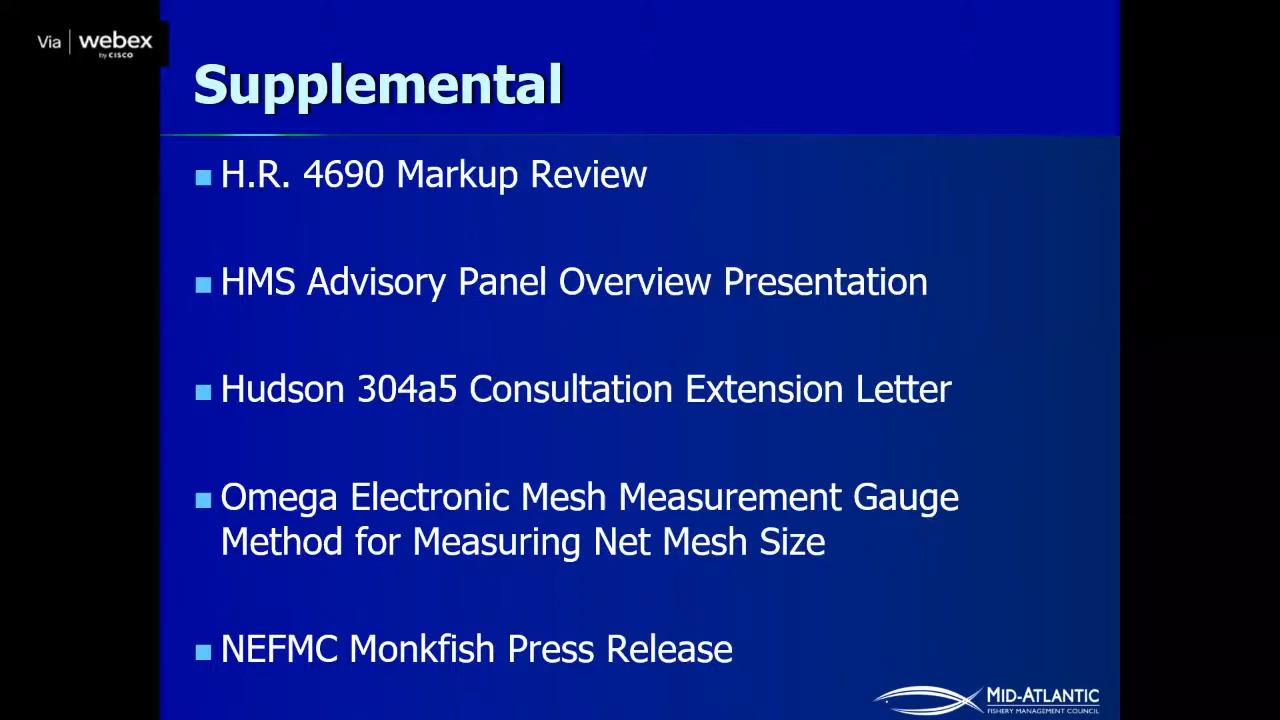 Via webex
by CISCO
Supplemental
H.R. 4690 Markup Review
HMS Advisory Panel Overview Presentation
Hudson 304a5 Consultation Extension Letter
Omega Electronic Mesh Measurement Gauge
Method for Measuring Net Mesh Size
NEFMC Monkfish Press Release
MID-ATLANTIC
FISHERY MANAGEMENT COUNCIL